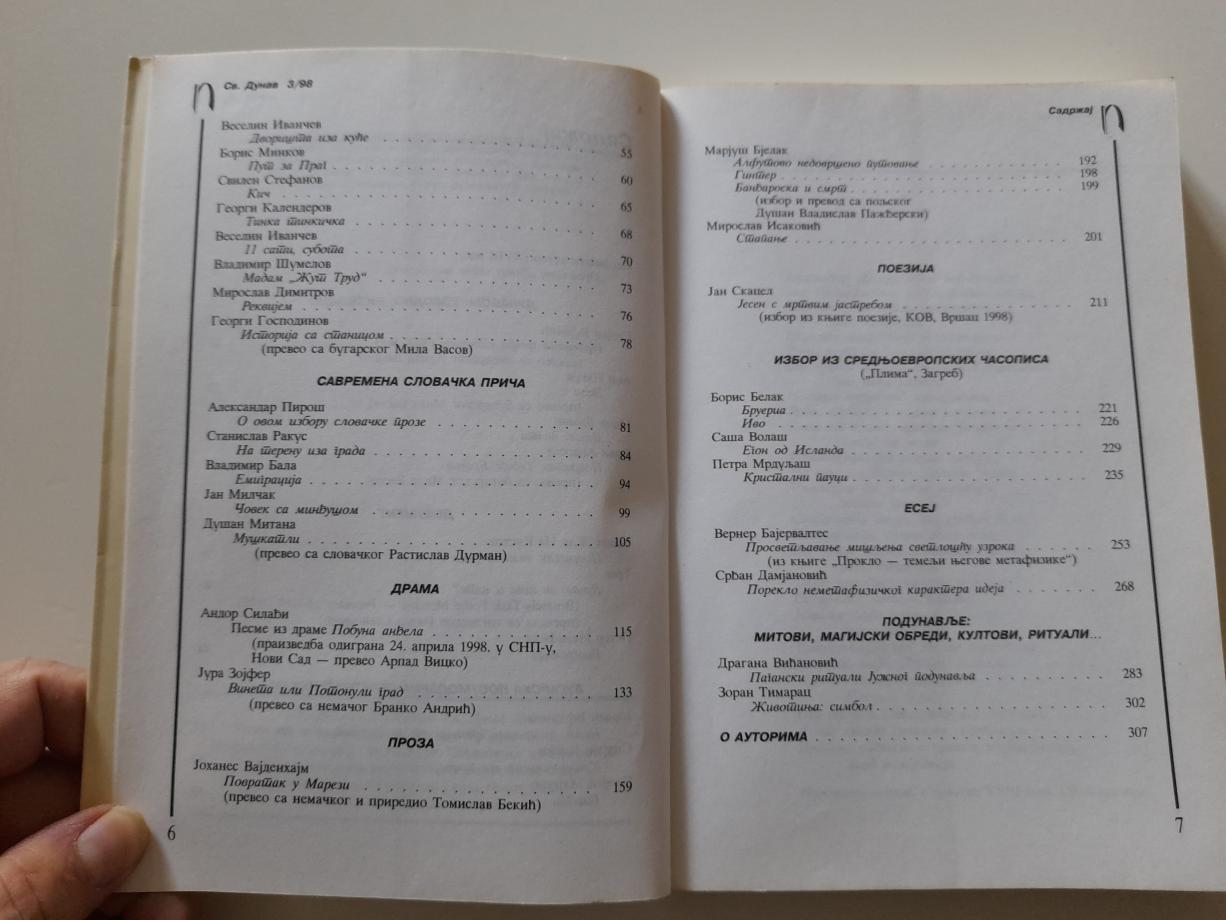 Св. Дунав 3/98
Веселин Иванчев
Дворишта иза куће . . . . . . . . . . . . . . . . 55
Борис Минков
Пут за Праг . . . . . . . . . . . . . . . . 60
Свилен Стефанов
Кич . . . . . . . . . . . . . . . . 65
Георги Календеров
Тинка тинкичка . . . . . . . . . . . . . . . . 68
Веселин Иванчев
11 сати, субота . . . . . . . . . . . . . . . . 70
Владимир Шумелов
Мадам „Жут Труд“ . . . . . . . . . . . . . . . . 73
Мирослав Димитров
Реквијем . . . . . . . . . . . . . . . . 76
Георги Господинов
Историја са станицом . . . . . . . . . . . . . . . . 78
(превео са бугарског Мила Васов)
САВРЕМЕНА СЛОВАЧКА ПРИЧА
Александар Пирош
О овом избору словачке прозе . . . . . . . . . . . . 81
Станислав Ракус
На терену иза града . . . . . . . . . . . . . . . . 84
Владимир Бала
Емиграција . . . . . . . . . . . . . . . . 94
Јан Милчак
Човек са минђушом . . . . . . . . . . . . . . . . 99
Душан Митана
Мушкатли . . . . . . . . . . . . . . . . 105
(превео са словачког Растислав Дурман)
ДРАМА
Андор Силађи
Песме из драме Побуна анђела . . . . . . . . . . . . 115
(праизведба одиграна 24. априла 1998. у СНП-у,
Нови Сад — превео Арпад Вицко)
Јура Зојфер
Винета или Потонули град . . . . . . . . . . . . 133
(превео са немачог Бранко Андрић)
ПРОЗА
Јоханес Вајденхајм
Повратак у Марези . . . . . . . . . . . . . . . . 159
(превео са немачког и приредио Томислав Бекић)
6
Садржај
Марјуш Бјелак
Алфутово недовршено путовање . . . . . . . . . . . . 192
Гинтер . . . . . . . . . . . . . . . . 198
Банђароска и смрт . . . . . . . . . . . . . . . . 199
(избор и превод са пољског
Душан Владислав Пажђерски)
Мирослав Исаковић
Стапање . . . . . . . . . . . . . . . . 201
ПОЕЗИЈА
Јан Скацел
Јесен с мртвим јастребом . . . . . . . . . . . . 211
(избор из књиге поезије, КОВ, Вршац 1998)
ИЗБОР ИЗ СРЕДЊОЕВРОПСКИХ ЧАСОПИСА
(„Плима“, Загреб)
Борис Белак
Бруериа . . . . . . . . . . . . . . . . 221
Иво . . . . . . . . . . . . . . . . 226
Саша Волаш
Егон од Исланда . . . . . . . . . . . . . . . . 229
Петра Мрдуљаш
Кристални пауци . . . . . . . . . . . . . . . . 235
ЕСЕЈ
Вернер Бајервалтес
Просветљавање мишљења светлошћу узрока . . . . . . 253
(из књиге „Прокло — темељи његове метафизике“)
Срђан Дамјановић
Порекло неметафизичког карактера идеја . . . . . . . 268
ПОДУНАВЉЕ:
МИТОВИ, МАГИЈСКИ ОБРЕДИ, КУЛТОВИ, РИТУАЛИ...
Драгана Вићановић
Пагански ритуали Јужног подунавља . . . . . . . . . . 283
Зоран Тимарац
Животиња: симбол . . . . . . . . . . . . . . . . 302
О АУТОРИМА . . . . . . . . . . . . . . . . 307
7